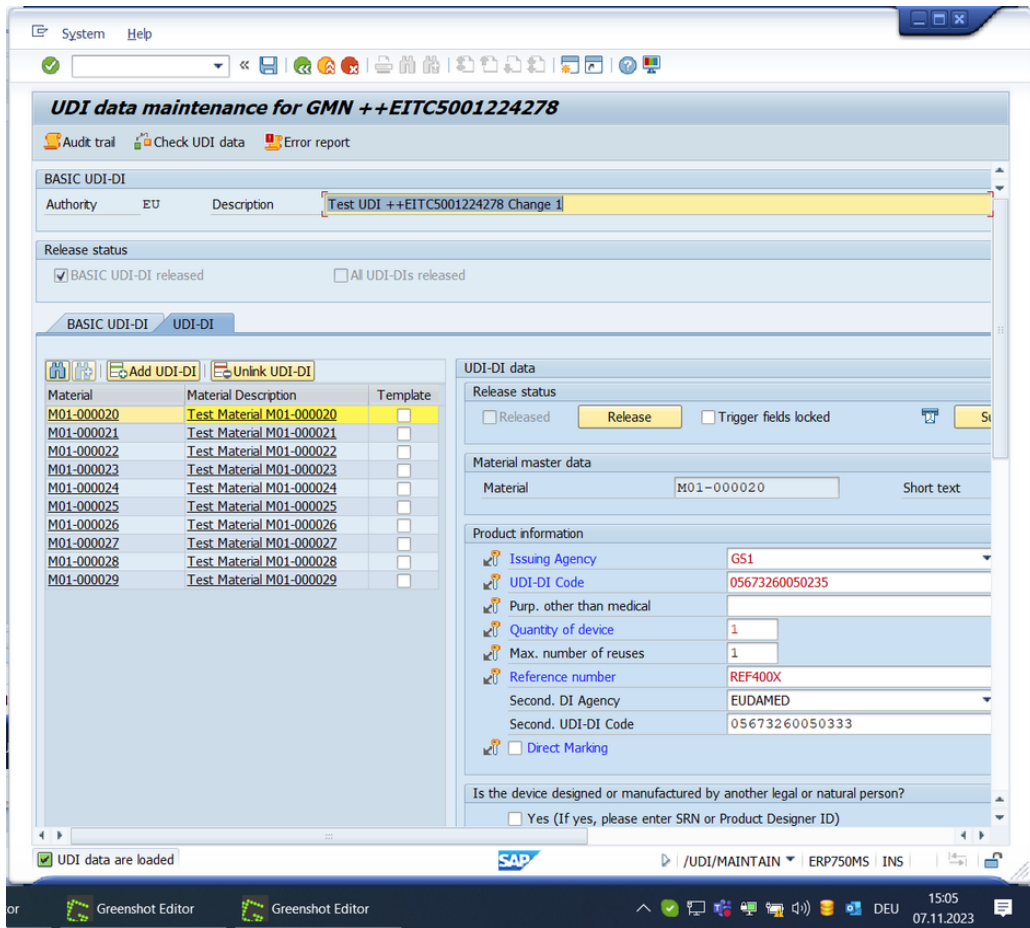 System Help
UDI data maintenance for GMN ++EITC5001224278
Audit trail Check UDI data Error report
BASIC UDI-DI
Authority EU Description Test UDI ++EITC5001224278 Change 1
Release status
BASIC UDI-DI released All UDI-DIs released
BASIC UDI-DI UDI-DI
Add UDI-DI Unlink UDI-DI
Material Material Description Template
M01-000020 Test Material M01-000020
M01-000021 Test Material M01-000021
M01-000022 Test Material M01-000022
M01-000023 Test Material M01-000023
M01-000024 Test Material M01-000024
M01-000025 Test Material M01-000025
M01-000026 Test Material M01-000026
M01-000027 Test Material M01-000027
M01-000028 Test Material M01-000028
M01-000029 Test Material M01-000029
UDI-DI data
Release status
Released Release Trigger fields locked Su
Material master data
Material M01-000020 Short text
Product information
Issuing Agency GS1
UDI-DI Code 05673260050235
Purp. other than medical
Quantity of device 1
Max. number of reuses 1
Reference number REF400X
Second. DI Agency EUDAMED
Second. UDI-DI Code 05673260050333
Direct Marking
Is the device designed or manufactured by another legal or natural person?
Yes (If yes, please enter SRN or Product Designer ID)
UDI data are loaded SAP /UDI/MAINTAIN ERP750MS INS
or Greenshot Editor Greenshot Editor DEU 15:05
07.11.2023